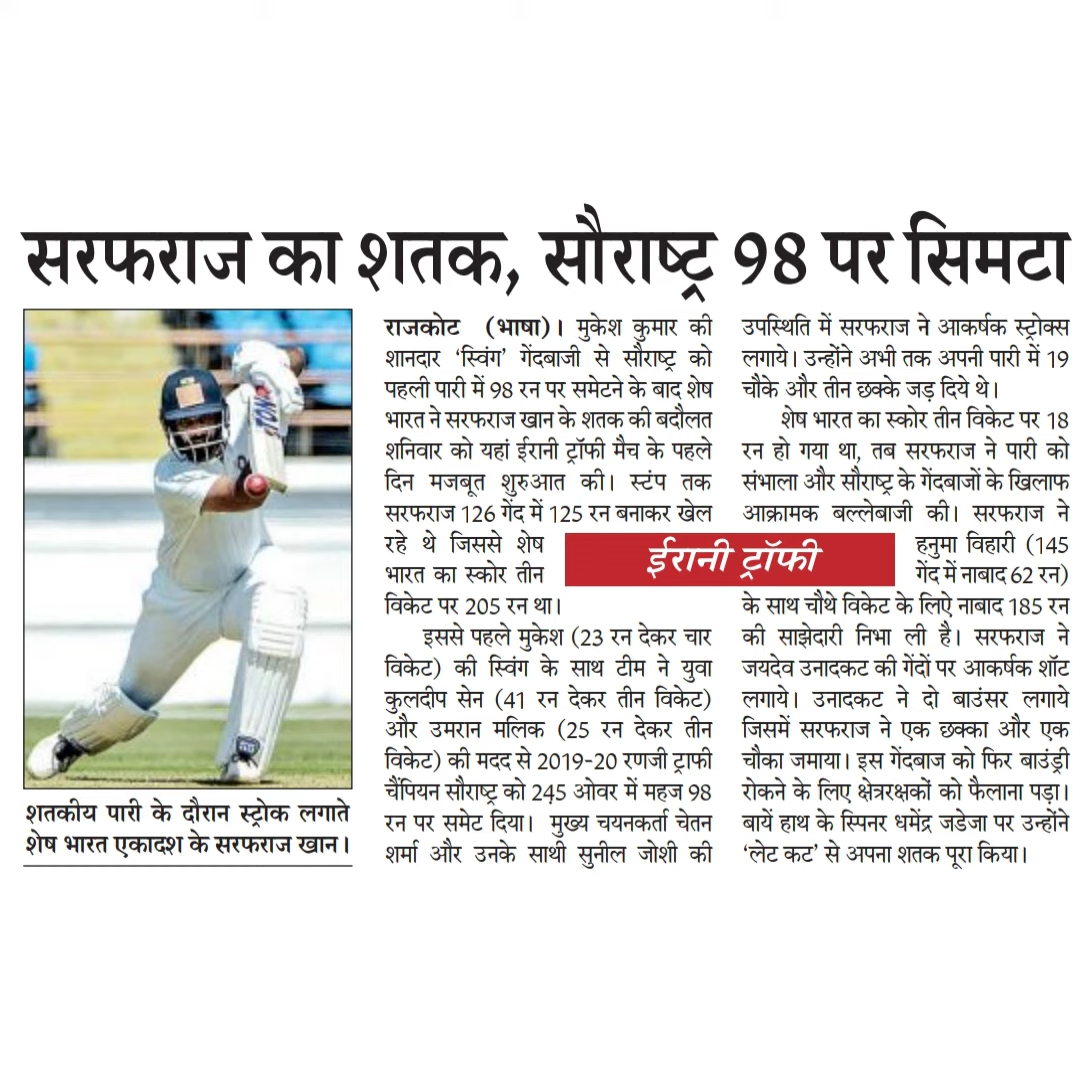 सरफराज का शतक, सौराष्ट्र 98 पर सिमटा
शतकीय पारी के दौरान स्ट्रोक लगाते
शेष भारत एकादश के सरफराज खान।
राजकोट (भाषा)। मुकेश कुमार की
शानदार ‘स्विंग’ गेंदबाजी से सौराष्ट्र को
पहली पारी में 98 रन पर समेटने के बाद शेष
भारत ने सरफराज खान के शतक की बदौलत
शनिवार को यहां ईरानी ट्रॉफी मैच के पहले
दिन मजबूत शुरुआत की। स्टंप तक
सरफराज 126 गेंद में 125 रन बनाकर खेल
रहे थे जिससे शेष
भारत का स्कोर तीन
विकेट पर 205 रन था।
इससे पहले मुकेश (23 रन देकर चार
विकेट) की स्विंग के साथ टीम ने युवा
कुलदीप सेन (41 रन देकर तीन विकेट)
और उमरान मलिक (25 रन देकर तीन
विकेट) की मदद से 2019-20 रणजी ट्राफी
चैंपियन सौराष्ट्र को 245 ओवर में महज 98
रन पर समेट दिया। मुख्य चयनकर्ता चेतन
शर्मा और उनके साथी सुनील जोशी की
ईरानी ट्रॉफी
उपस्थिति में सरफराज ने आकर्षक स्ट्रोक्स
लगाये। उन्होंने अभी तक अपनी पारी में 19
चौके और तीन छक्के जड़ दिये थे।
शेष भारत का स्कोर तीन विकेट पर 18
रन हो गया था, तब सरफराज ने पारी को
संभाला और सौराष्ट्र के गेंदबाजों के खिलाफ
आक्रामक बल्लेबाजी की। सरफराज ने
हनुमा विहारी (145
गेंद में नाबाद 62 रन)
के साथ चौथे विकेट के लिए नाबाद 185 रन
की साझेदारी निभा ली है। सरफराज ने
जयदेव उनादकट की गेंदों पर आकर्षक शॉट
लगाये। उनादकट ने दो बाउंसर लगाये
जिसमें सरफराज ने एक छक्का और एक
चौका जमाया। इस गेंदबाज को फिर बाउंड्री
रोकने के लिए क्षेत्ररक्षकों को फैलाना पड़ा।
बायें हाथ के स्पिनर धमेंद्र जडेजा पर उन्होंने
‘लेट कट’ से अपना शतक पूरा किया।